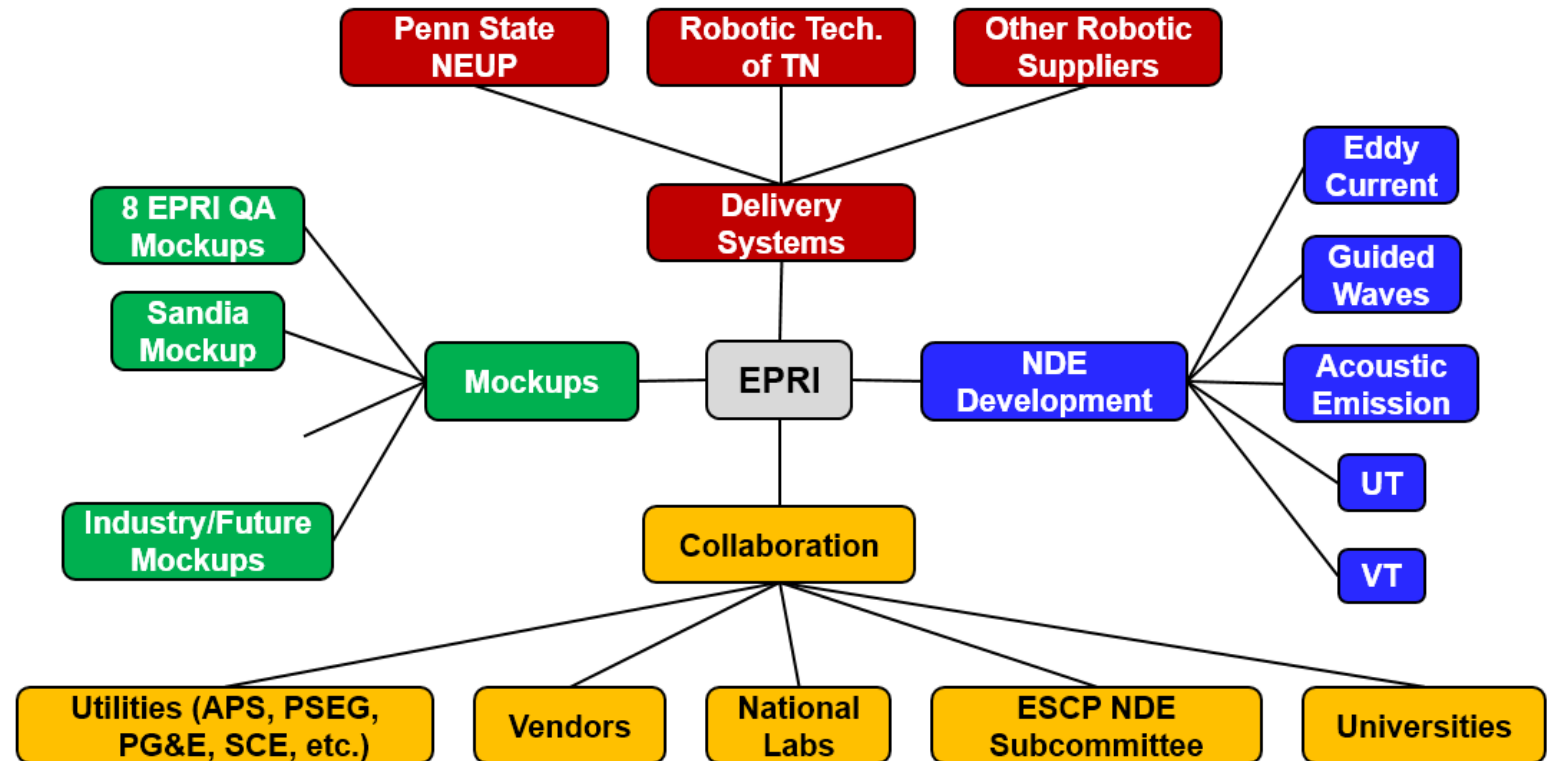 Penn State
NEUP
Robotic Tech.
of TN
Other Robotic
Suppliers
Delivery
Systems
8 EPRI QA
Mockups
Sandia
Mockup
Industry/Future
Mockups
Mockups
EPRI
NDE
Development
Eddy
Current
Guided
Waves
Acoustic
Emission
UT
VT
Collaboration
Utilities (APS, PSEG,
PG&E, SCE, etc.)
Vendors
National
Labs
ESCP NDE
Subcommittee
Universities